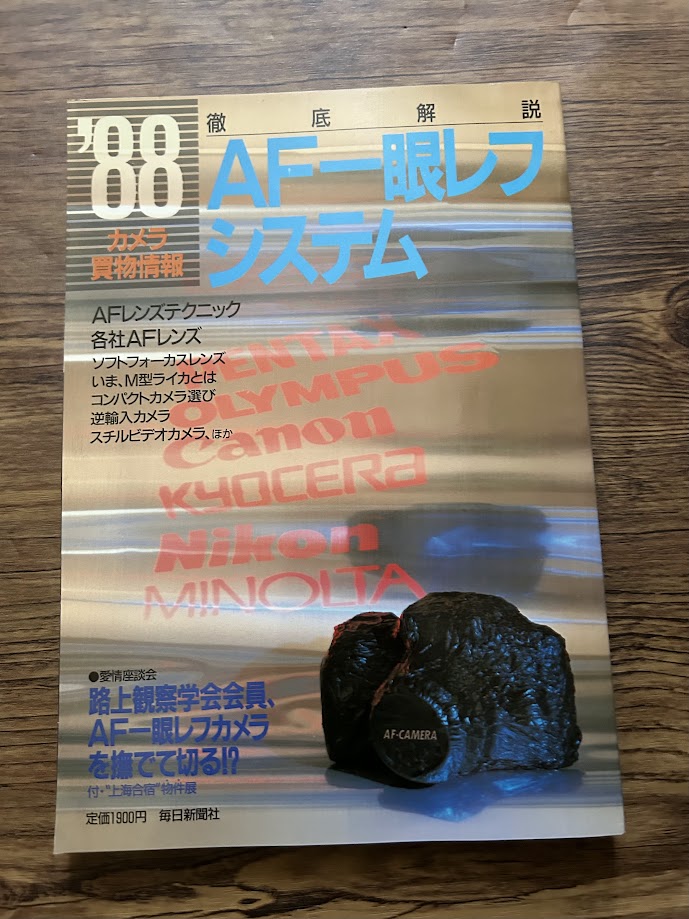 '88
カメラ
買物情報
徹底解説
AF一眼レフ
システム
AFレンズテクニック
各社AFレンズ
ソフトフォーカスレンズ
いま、M型ライカとは
コンパクトカメラ選び
逆輸入カメラ
スチルビデオカメラ、ほか
PENTAX
OLYMPUS
Canon
KYOCERA
Nikon
MINOLTA
AF-CAMERA
●愛情座談会
路上観察学会会員、
AF一眼レフカメラ
を撫でて切る!?
付・"上海合宿"物件展
定価1900円 毎日新聞社